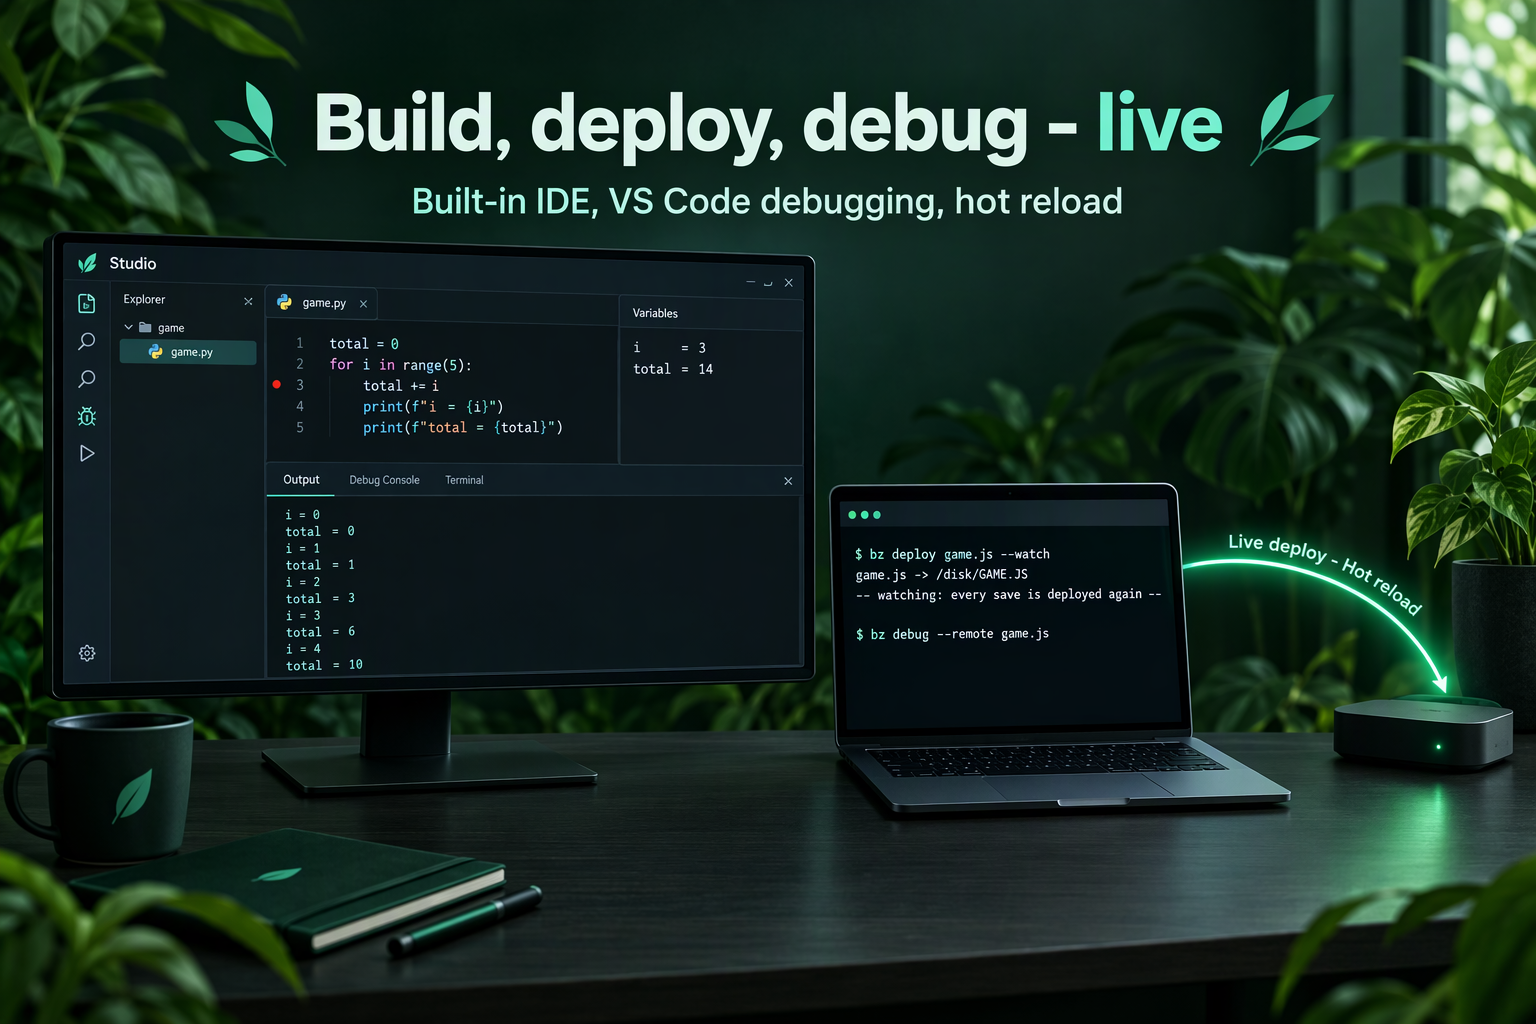 Build, deploy, debug - live
Built-in IDE, VS Code debugging, hot reload
Studio
Explorer
game
game.py
game.py
1 total = 0
2 for i in range(5):
3 total += i
4 print(f"i = {i}")
5 print(f"total = {total}")
Variables
i = 3
total = 14
Output Debug Console Terminal
i = 0
total = 0
i = 1
total = 1
i = 2
total = 3
i = 3
total = 6
i = 4
total = 10
$ bz deploy game.js --watch
game.js -> /disk/GAME.JS
-- watching: every save is deployed again --
$ bz debug --remote game.js
Live deploy - Hot reload